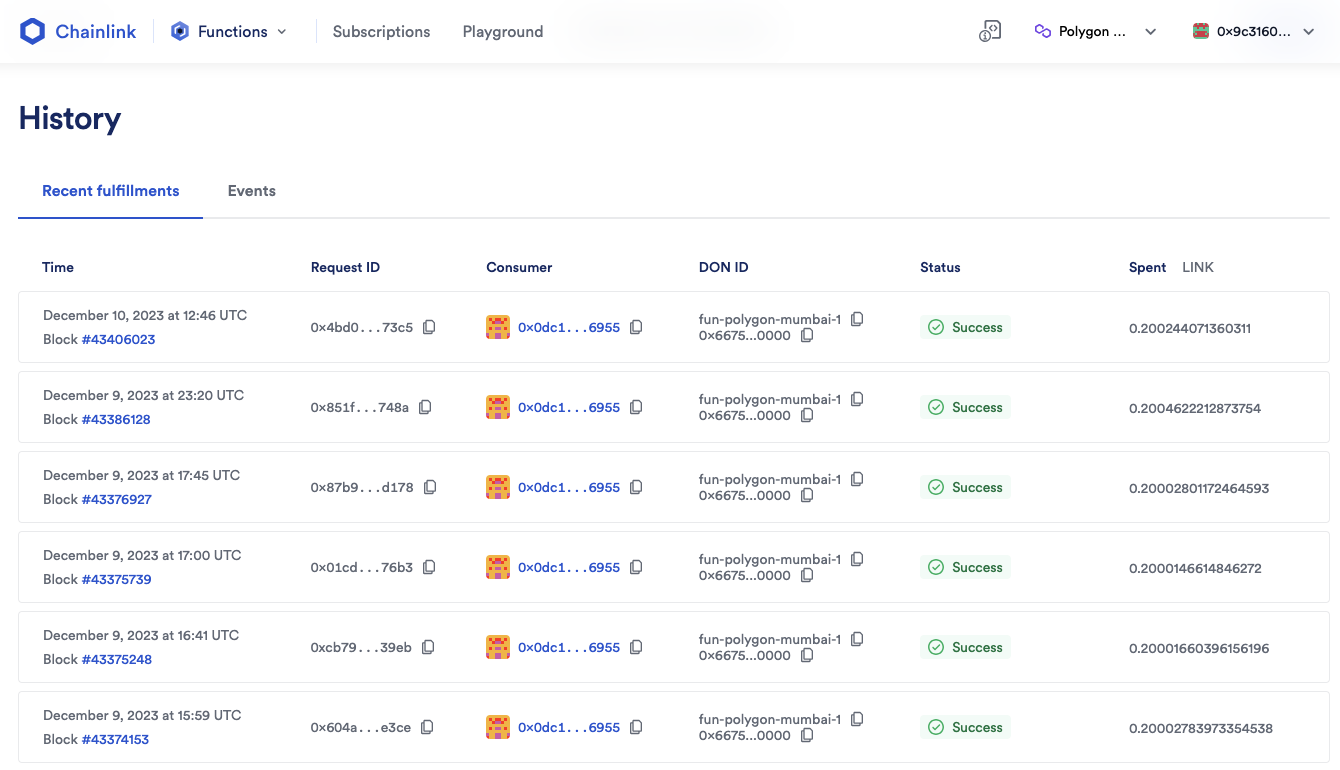 Chainlink Functions Subscriptions Playground Polygon ... 0x9c3160...
History
Recent fulfillments Events
Time Request ID Consumer DON ID Status Spent LINK
December 10, 2023 at 12:46 UTC
Block #43406023
0x4bd0...73c5
0x0dc1...6955
fun-polygon-mumbai-1
0x6675...0000
Success
0.200244071360311
December 9, 2023 at 23:20 UTC
Block #43386128
0x851f...748a
0x0dc1...6955
fun-polygon-mumbai-1
0x6675...0000
Success
0.2004622212873754
December 9, 2023 at 17:45 UTC
Block #43376927
0x87b9...d178
0x0dc1...6955
fun-polygon-mumbai-1
0x6675...0000
Success
0.20002801172464593
December 9, 2023 at 17:00 UTC
Block #43375739
0x01cd...76b3
0x0dc1...6955
fun-polygon-mumbai-1
0x6675...0000
Success
0.2000146614846272
December 9, 2023 at 16:41 UTC
Block #43375248
0xcb79...39eb
0x0dc1...6955
fun-polygon-mumbai-1
0x6675...0000
Success
0.20001660396156196
December 9, 2023 at 15:59 UTC
Block #43374153
0x604a...e3ce
0x0dc1...6955
fun-polygon-mumbai-1
0x6675...0000
Success
0.20002783973354538